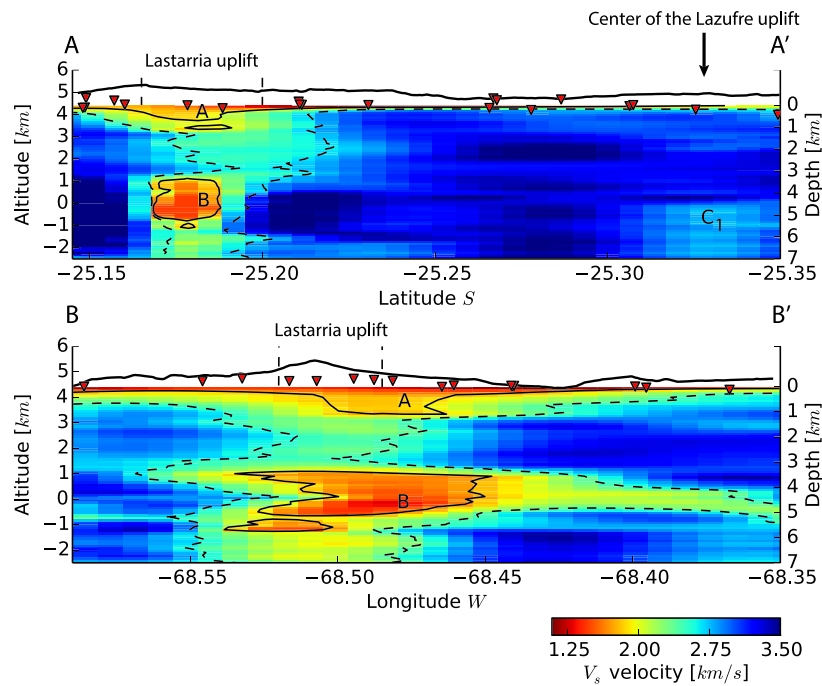 Center of the Lazufre uplift
A
Lastarria uplift
A'
6
5
4
3
2
1
0
−1
−2
Altitude [km]
A
B
C1
0
1
2
3
4
5
6
7
Depth [km]
−25.15
−25.20
−25.25
−25.30
−25.35
Latitude S
B
Lastarria uplift
B'
6
5
4
3
2
1
0
−1
−2
Altitude [km]
A
B
0
1
2
3
4
5
6
7
Depth [km]
−68.55
−68.50
−68.45
−68.40
−68.35
Longitude W
1.25
2.00
2.75
3.50
Vs velocity [km/s]